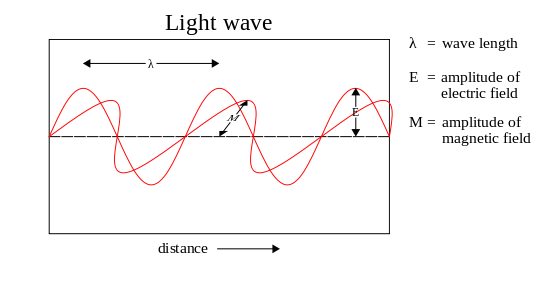 Light wave
λ
M
E
distance
λ = wave length
E = amplitude of
electric field
M = amplitude of
magnetic field